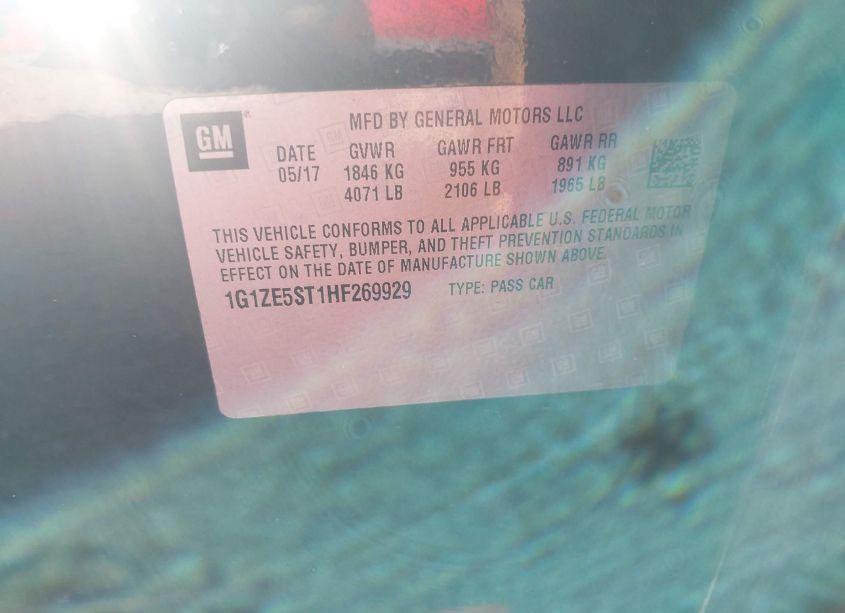 GM
MFD BY GENERAL MOTORS LLC
DATE GVWR GAWR FRT GAWR RR
05/17 1846 KG 955 KG 891 KG
4071 LB 2106 LB 1965 LB
THIS VEHICLE CONFORMS TO ALL APPLICABLE U.S. FEDERAL MOTOR
VEHICLE SAFETY, BUMPER, AND THEFT PREVENTION STANDARDS IN
EFFECT ON THE DATE OF MANUFACTURE SHOWN ABOVE.
1G1ZE5ST1HF269929 TYPE: PASS CAR